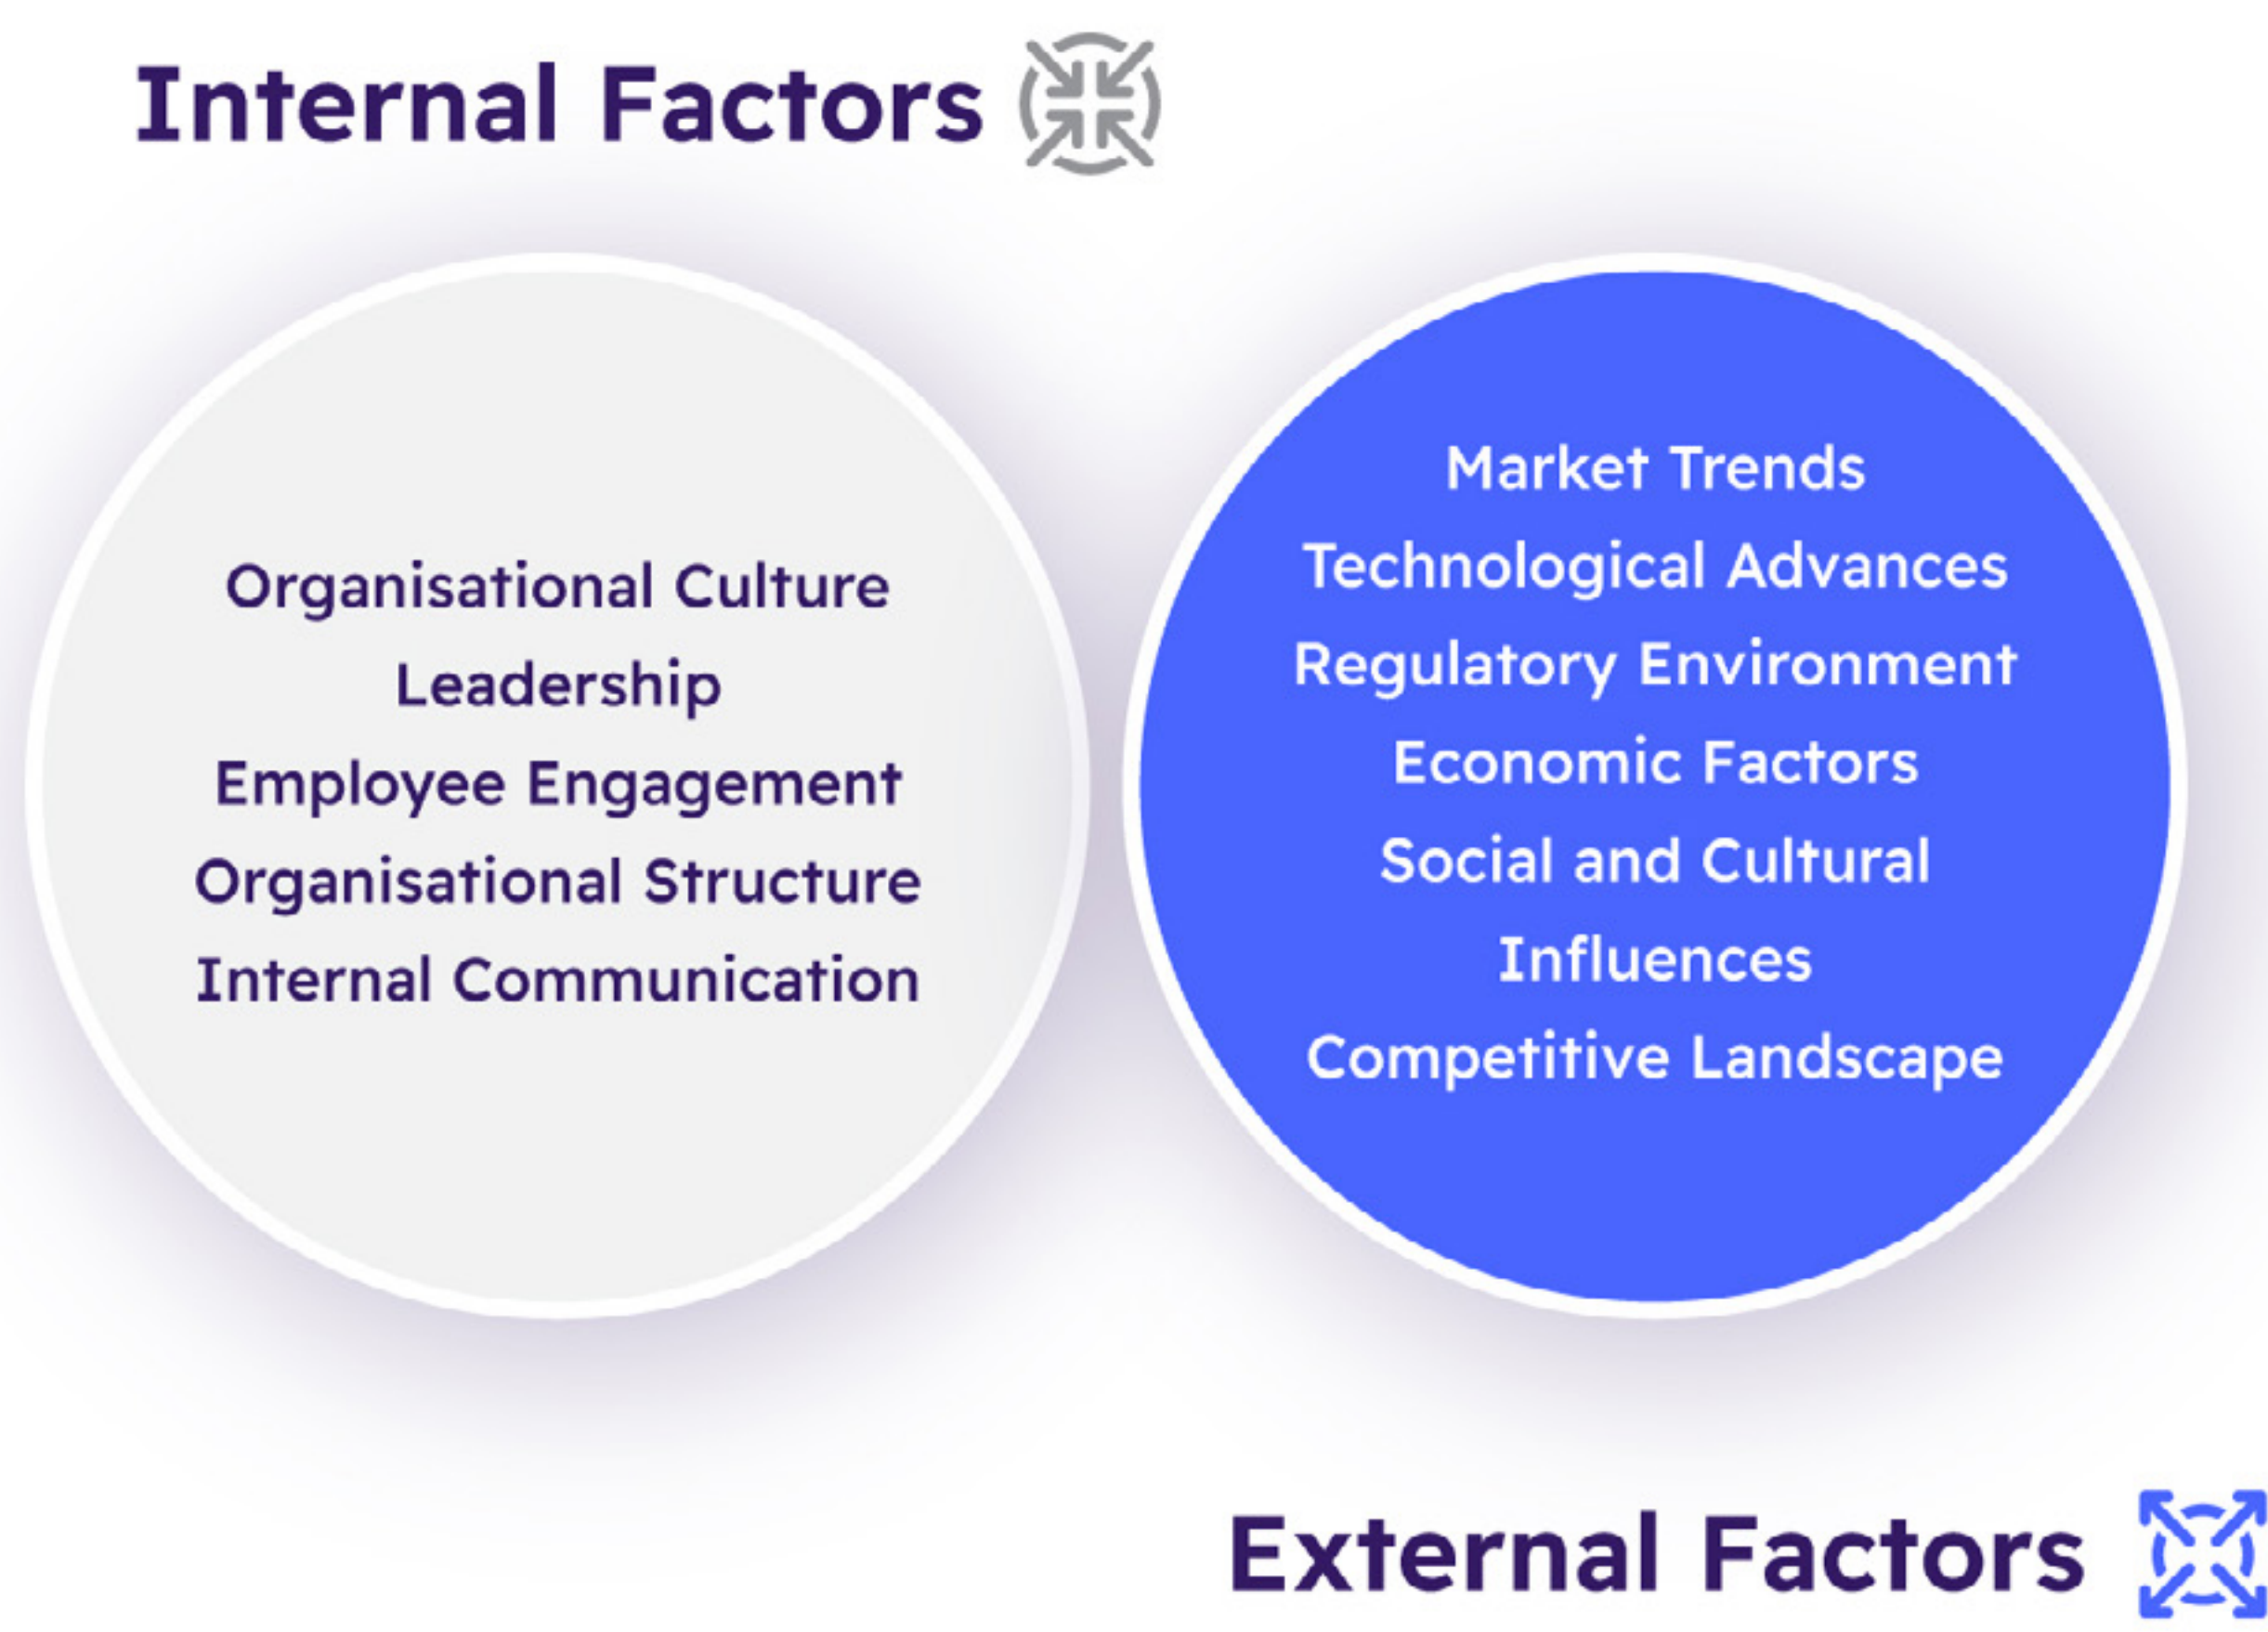 Internal Factors
Organisational Culture
Leadership
Employee Engagement
Organisational Structure
Internal Communication
Market Trends
Technological Advances
Regulatory Environment
Economic Factors
Social and Cultural
Influences
Competitive Landscape
External Factors